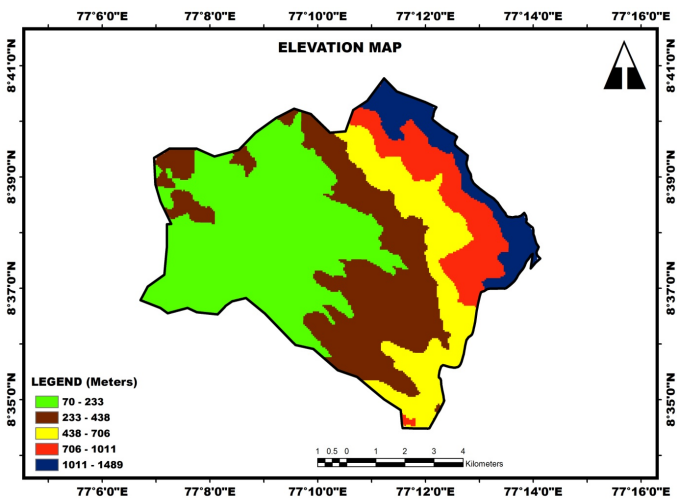 77°6'0"E 77°8'0"E 77°10'0"E 77°12'0"E 77°14'0"E 77°16'0"E
ELEVATION MAP
8°41'0"N 8°41'0"N
8°39'0"N 8°39'0"N
8°37'0"N 8°37'0"N
8°35'0"N 8°35'0"N
LEGEND (Meters)
70 - 233
233 - 438
438 - 706
706 - 1011
1011 - 1489
1 0.5 0 1 2 3 4
Kilometers
77°6'0"E 77°8'0"E 77°10'0"E 77°12'0"E 77°14'0"E 77°16'0"E